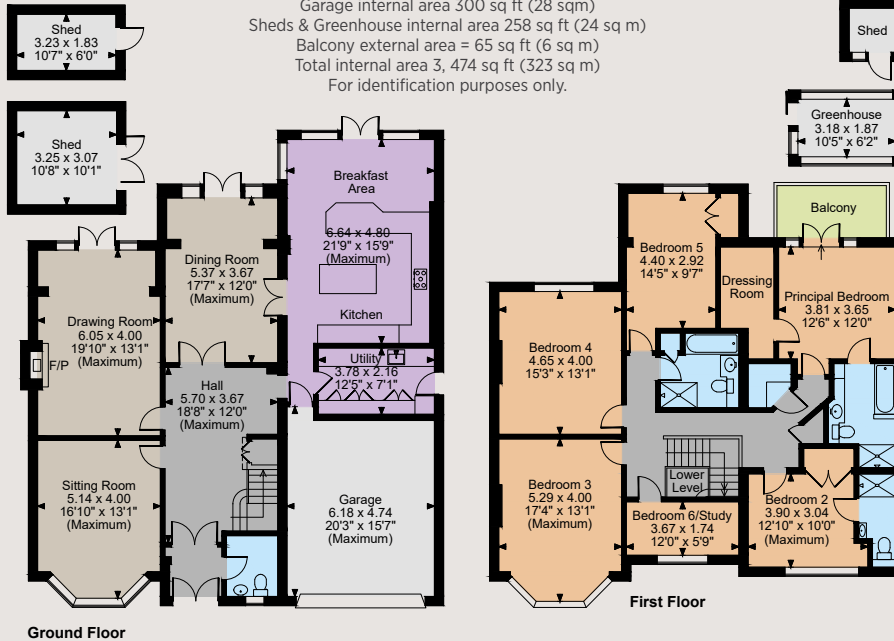 Garage internal area 300 sq ft (28 sqm)
Sheds & Greenhouse internal area 258 sq ft (24 sq m)
Balcony external area = 65 sq ft (6 sq m)
Total internal area 3, 474 sq ft (323 sq m)
For identification purposes only.
Shed
3.23 x 1.83
10'7" x 6'0"
Shed
3.25 x 3.07
10'8" x 10'1"
Breakfast
Area
6.64 x 4.80
21'9" x 15'9"
(Maximum)
Kitchen
Dining Room
5.37 x 3.67
17'7" x 12'0"
(Maximum)
Drawing Room
6.05 x 4.00
19'10" x 13'1"
(Maximum)
F/P
Utility
3.78 x 2.16
12'5" x 7'1"
Hall
5.70 x 3.67
18'8" x 12'0"
(Maximum)
Sitting Room
5.14 x 4.00
16'10" x 13'1"
(Maximum)
Garage
6.18 x 4.74
20'3" x 15'7"
(Maximum)
Ground Floor
Shed
Greenhouse
3.18 x 1.87
10'5" x 6'2"
Balcony
Bedroom 5
4.40 x 2.92
14'5" x 9'7"
Dressing
Room
Principal Bedroom
3.81 x 3.65
12'6" x 12'0"
Bedroom 4
4.65 x 4.00
15'3" x 13'1"
Bedroom 3
5.29 x 4.00
17'4" x 13'1"
(Maximum)
Lower
Level
Bedroom 6/Study
3.67 x 1.74
12'0" x 5'9"
Bedroom 2
3.90 x 3.04
12'10" x 10'0"
(Maximum)
First Floor